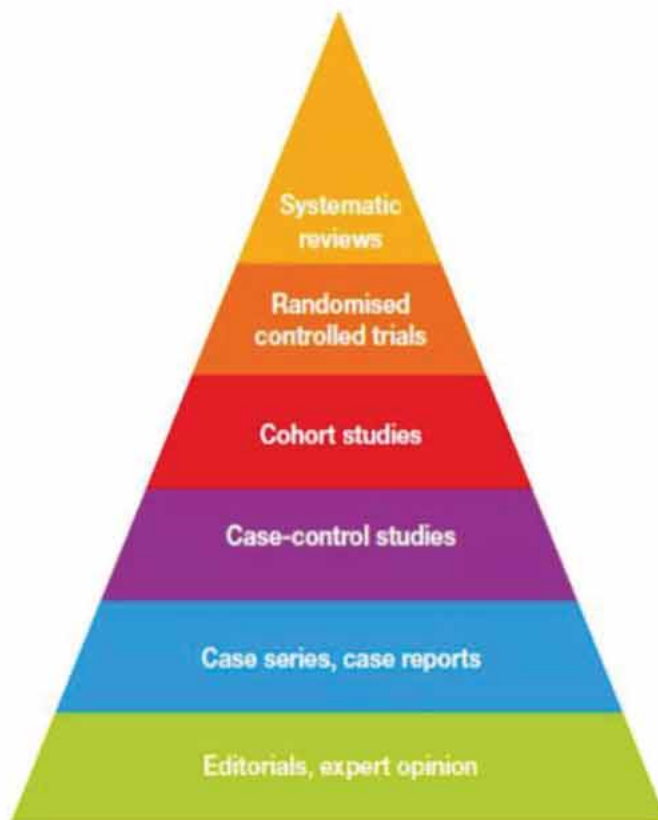 Systematic
reviews
Randomised
controlled trials
Cohort studies
Case-control studies
Case series, case reports
Editorials, expert opinion